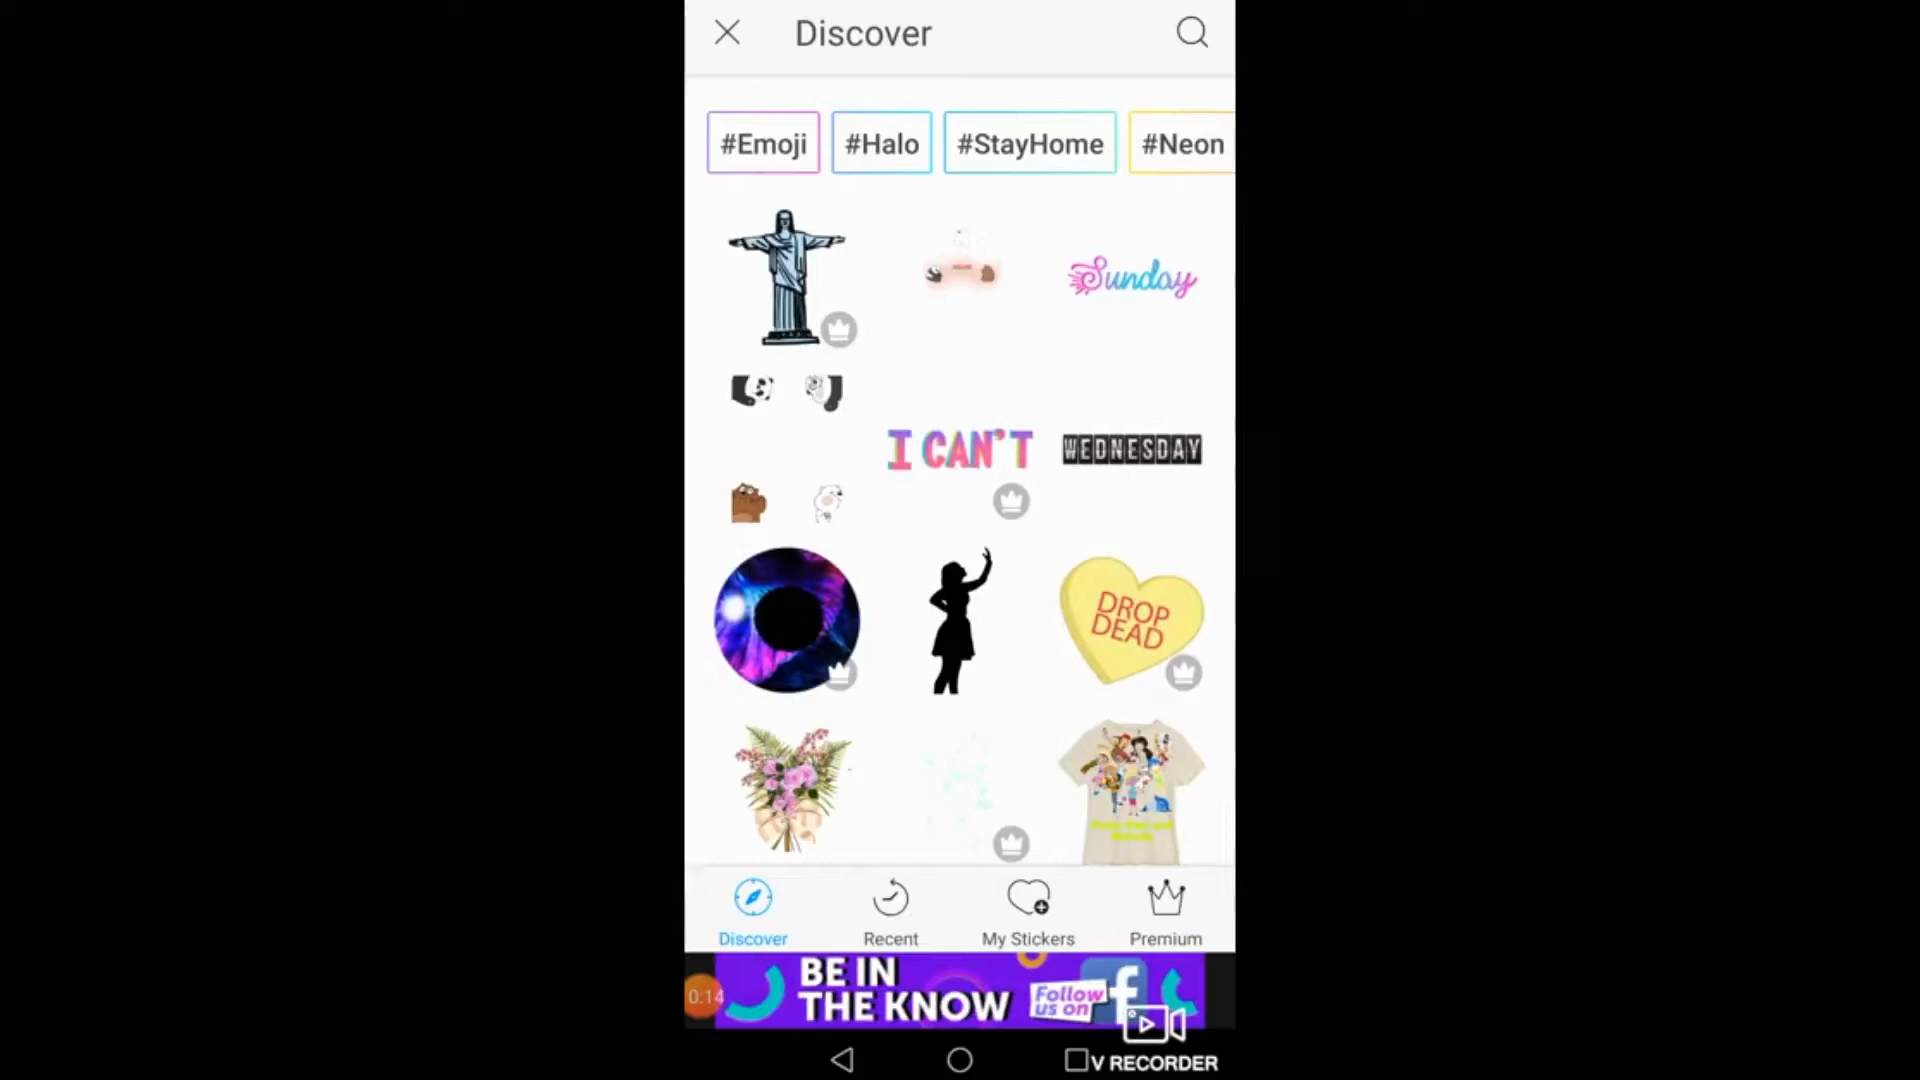 Discover
#Emoji
#Halo
#StayHome
#Neon
Sunday
I CAN'T
WEDNESDAY
DROP
DEAD
Discover
Recent
My Stickers
Premium
0:14
BE IN
THE KNOW
Follow
us on
f
V RECORDER